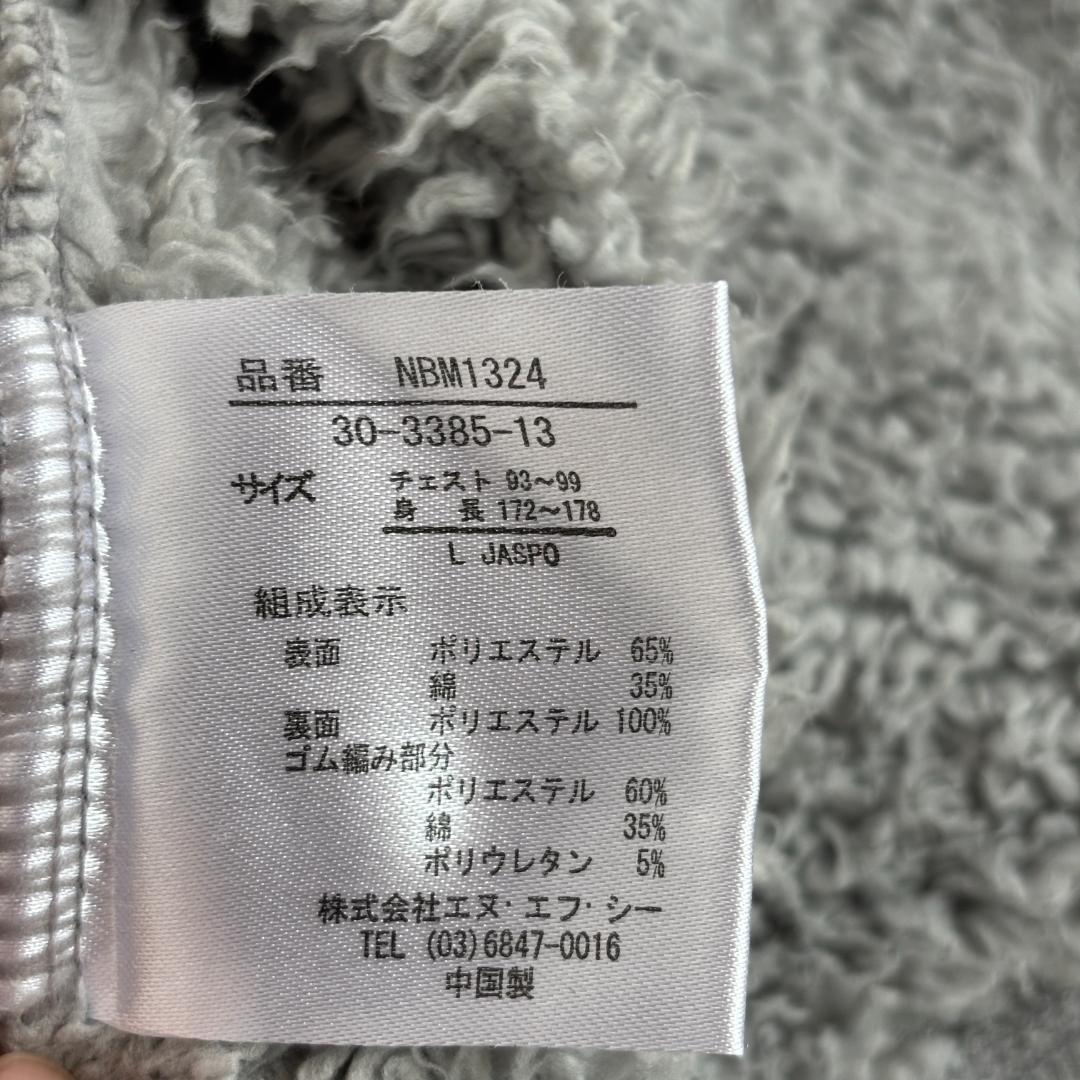 品番 NBM1324
30-3385-13
サイズ チェスト 93～99
身長 172～178
L JASPO
組成表示
表面 ポリエステル 65%
綿 35%
裏面 ポリエステル 100%
ゴム編み部分
ポリエステル 60%
綿 35%
ポリウレタン 5%
株式会社エヌ・エフ・シー
TEL (03)6847-0016
中国製